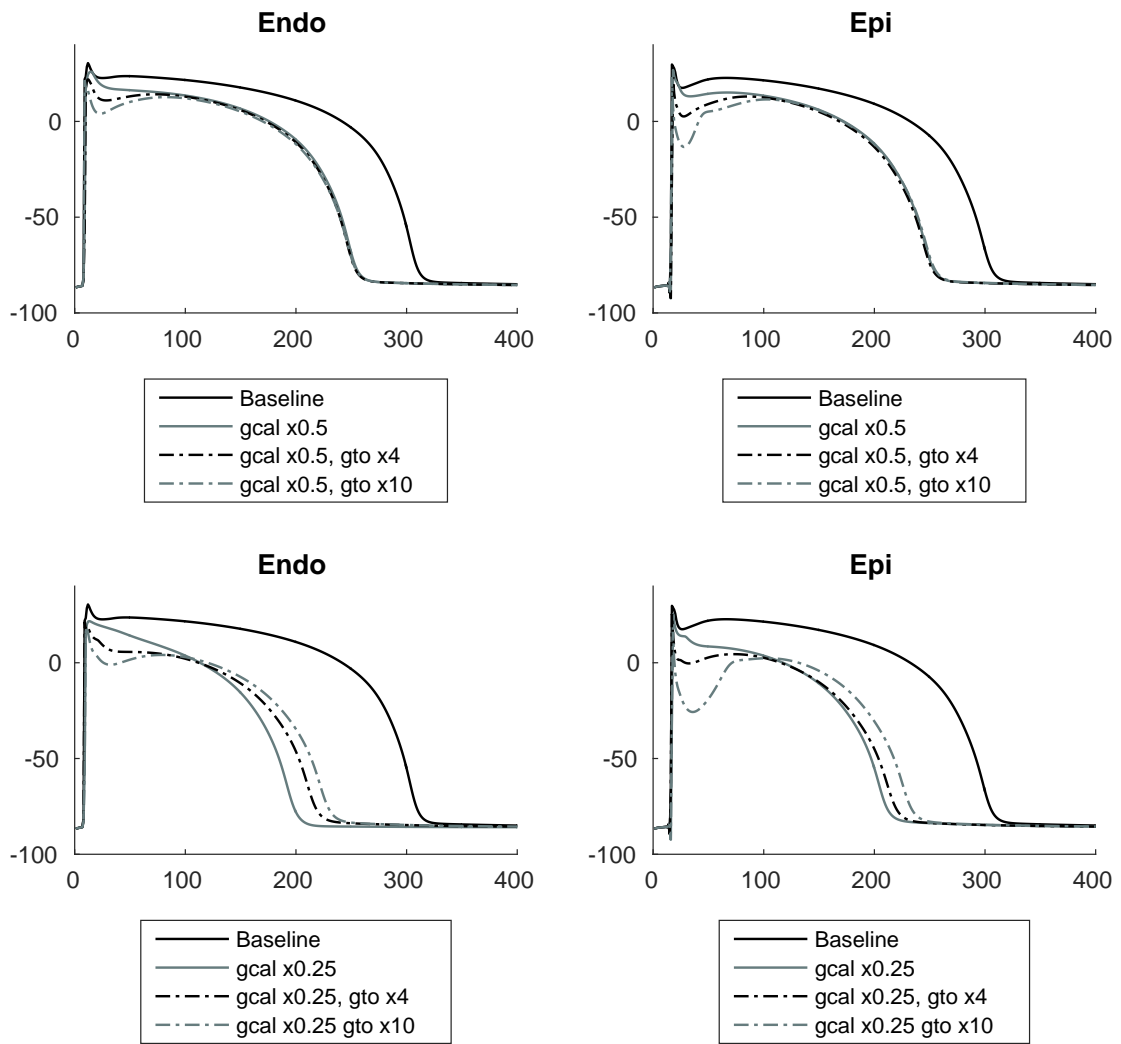 Endo
Epi
0
-50
-100
0 100 200 300 400
0
-50
-100
0 100 200 300 400
Baseline
gcal x0.5
gcal x0.5, gto x4
gcal x0.5, gto x10
Baseline
gcal x0.5
gcal x0.5, gto x4
gcal x0.5, gto x10
Endo
Epi
0
-50
-100
0 100 200 300 400
0
-50
-100
0 100 200 300 400
Baseline
gcal x0.25
gcal x0.25, gto x4
gcal x0.25 gto x10
Baseline
gcal x0.25
gcal x0.25, gto x4
gcal x0.25 gto x10